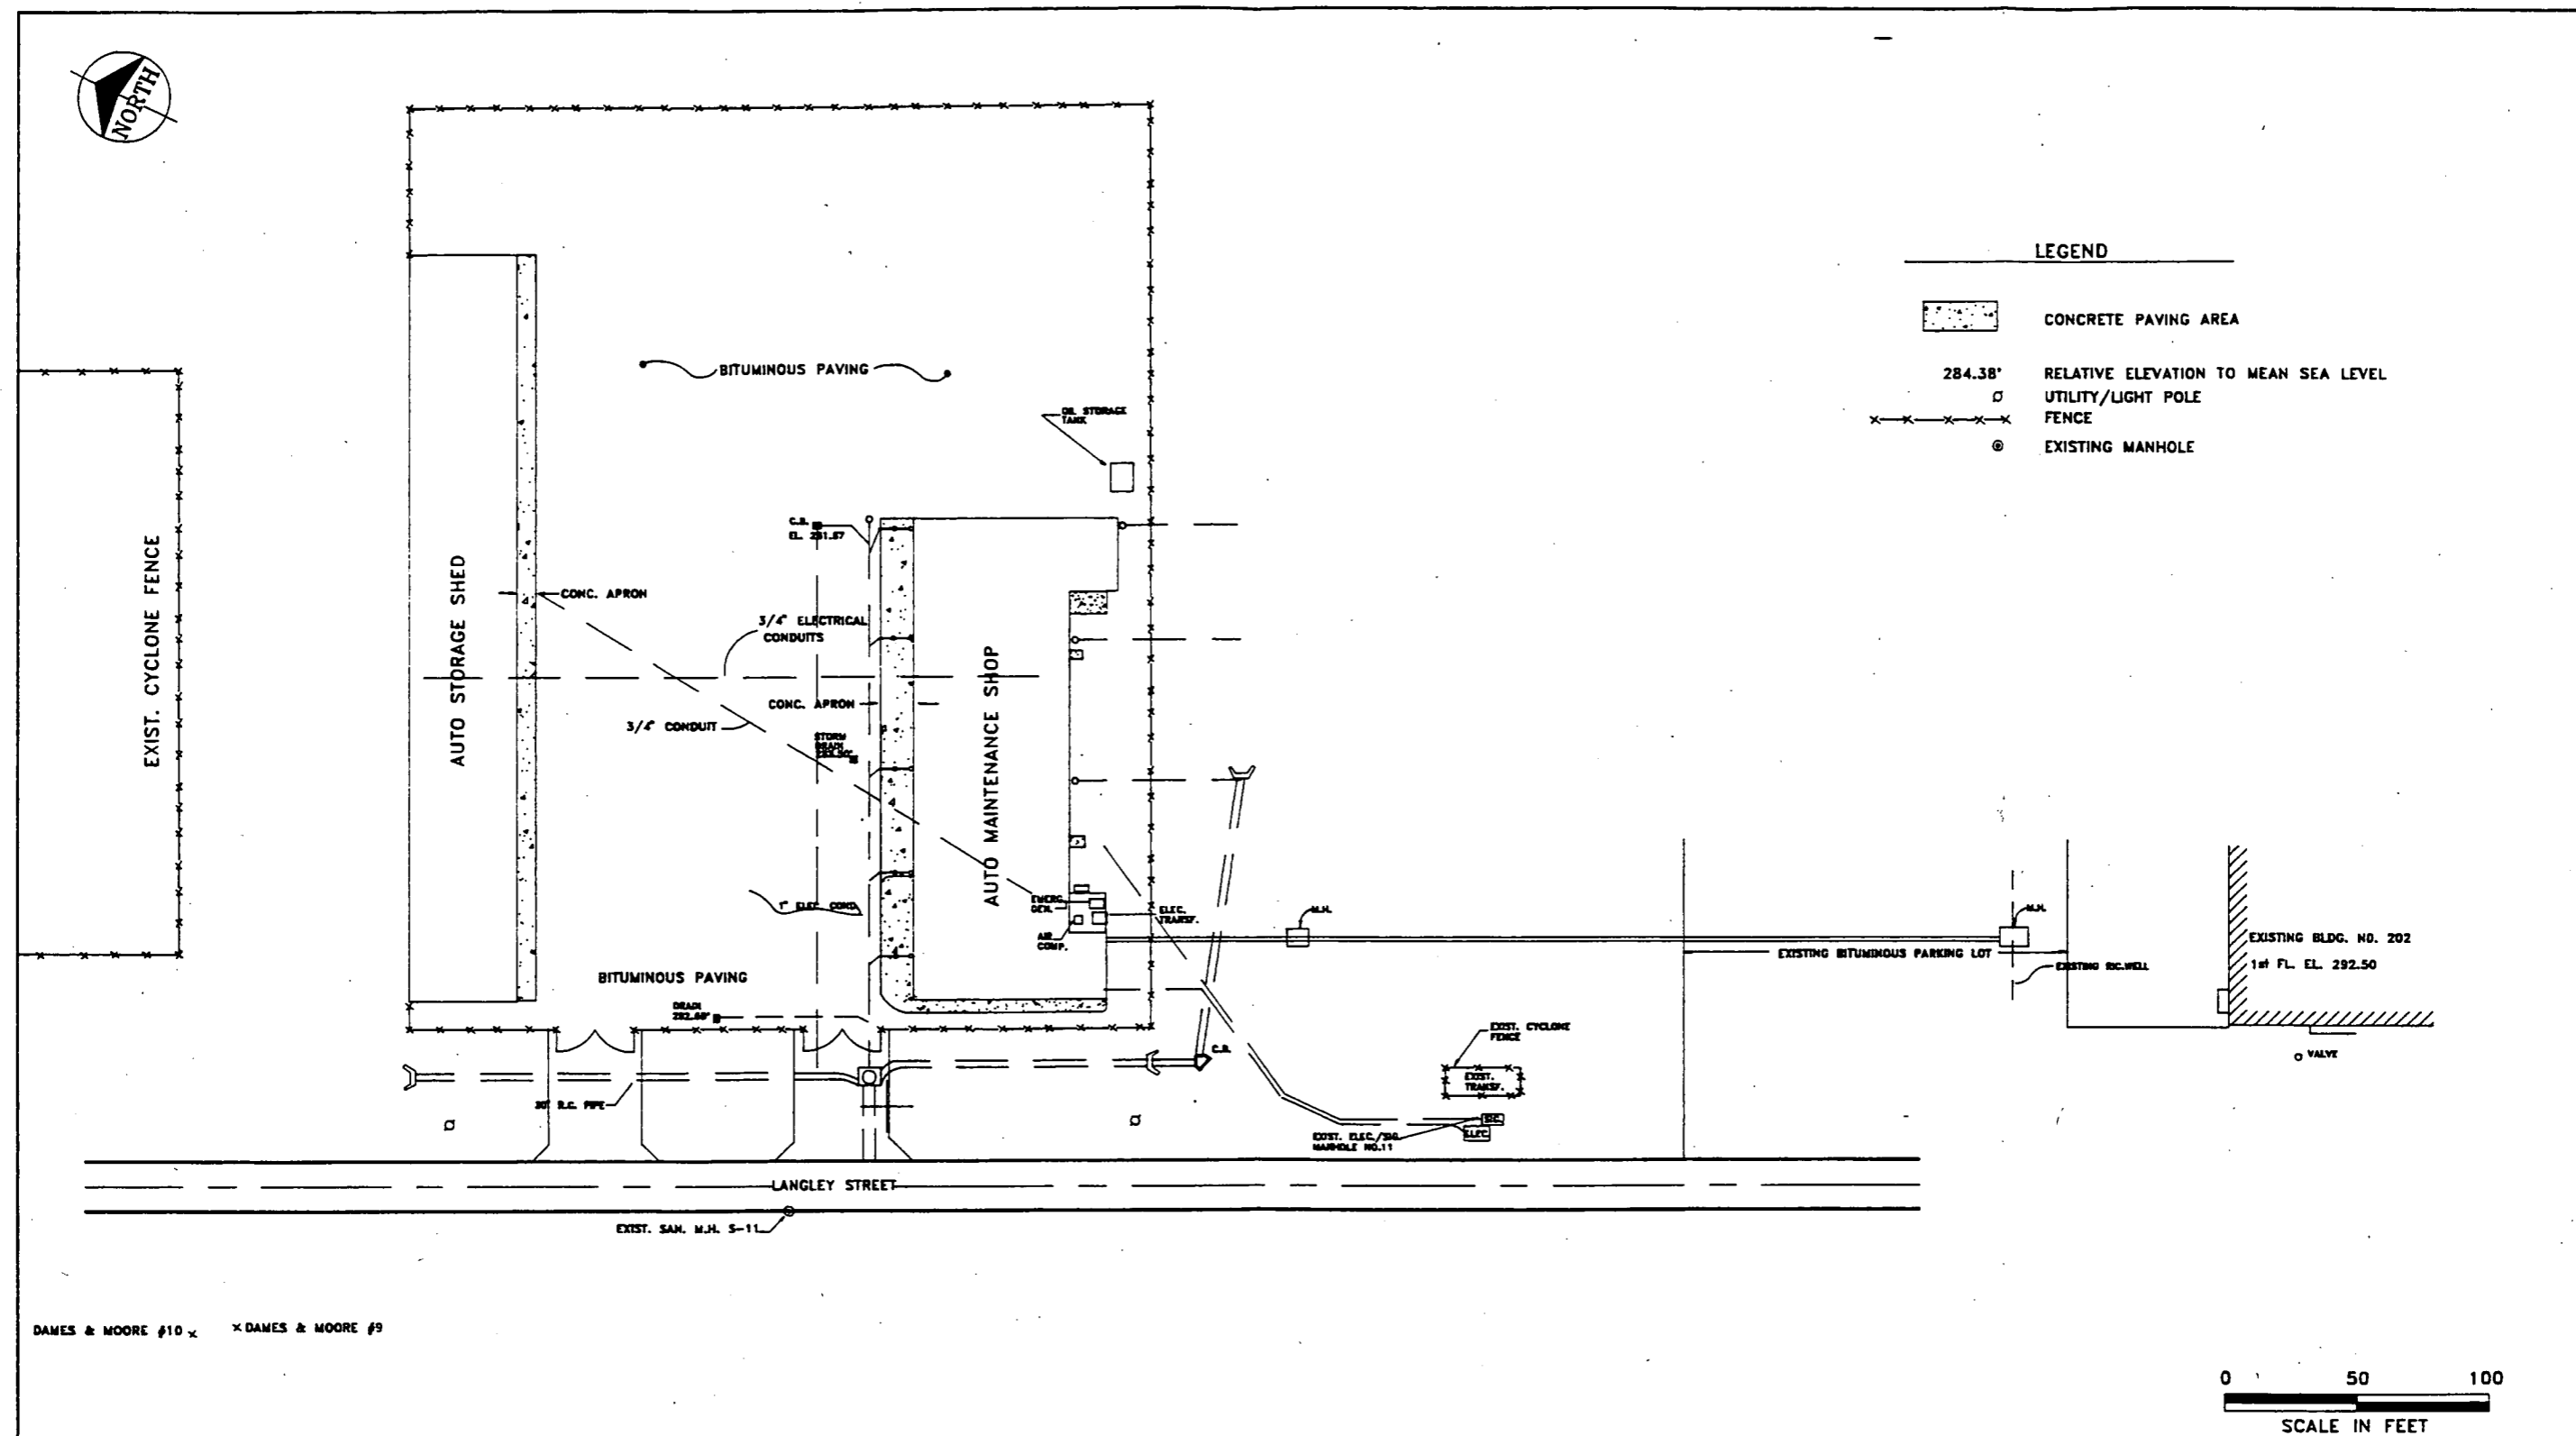 NORTH
LEGEND
CONCRETE PAVING AREA
284.38' RELATIVE ELEVATION TO MEAN SEA LEVEL
UTILITY/LIGHT POLE
FENCE
EXISTING MANHOLE
BITUMINOUS PAVING
OIL STORAGE
TANK
C.B.
EL. 281.67
EXIST. CYCLONE FENCE
AUTO STORAGE SHED
CONC. APRON
3/4" ELECTRICAL
CONDUITS
CONC. APRON
3/4" CONDUIT
STORM
DRAIN
AUTO MAINTENANCE SHOP
1" ELEC COND.
EMERG.
GEN.
ELEC.
TRANSF.
AIR
COMP.
M.H.
M.H.
EXISTING BLDG. NO. 202
1st FL. EL. 292.50
EXISTING BITUMINOUS PARKING LOT
EXISTING SIC.WELL
BITUMINOUS PAVING
DRAIN
EXIST. CYCLONE
FENCE
EXIST.
TRANSF.
C.B.
VALVE
30" R.C. PIPE
SIC.
ELEC.
EXIST. ELEC./SIG.
MANHOLE NO.11
LANGLEY STREET
EXIST. SAN. M.H. S-11
DAMES & MOORE #10 x x DAMES & MOORE #9
0 50 100
SCALE IN FEET